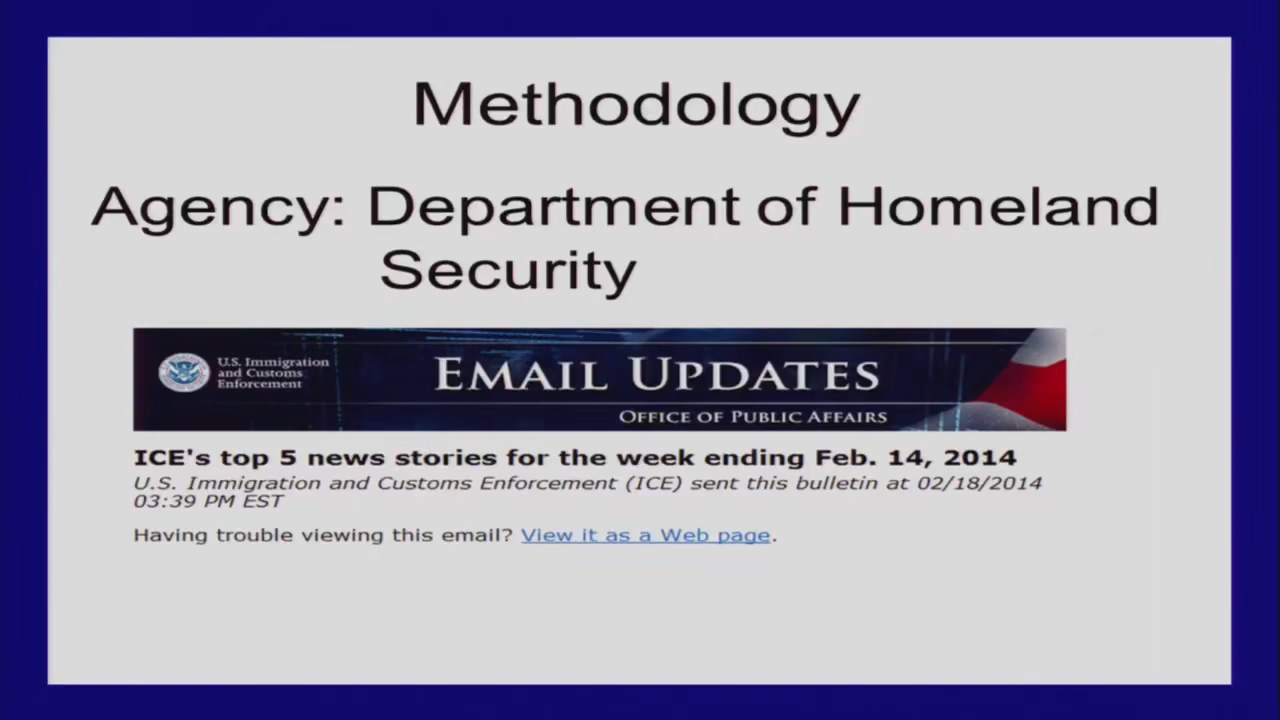 Methodology
Agency: Department of Homeland
Security
U.S. Immigration
and Customs
Enforcement
EMAIL UPDATES
OFFICE OF PUBLIC AFFAIRS
ICE's top 5 news stories for the week ending Feb. 14, 2014
U.S. Immigration and Customs Enforcement (ICE) sent this bulletin at 02/18/2014
03:39 PM EST
Having trouble viewing this email? View it as a Web page.